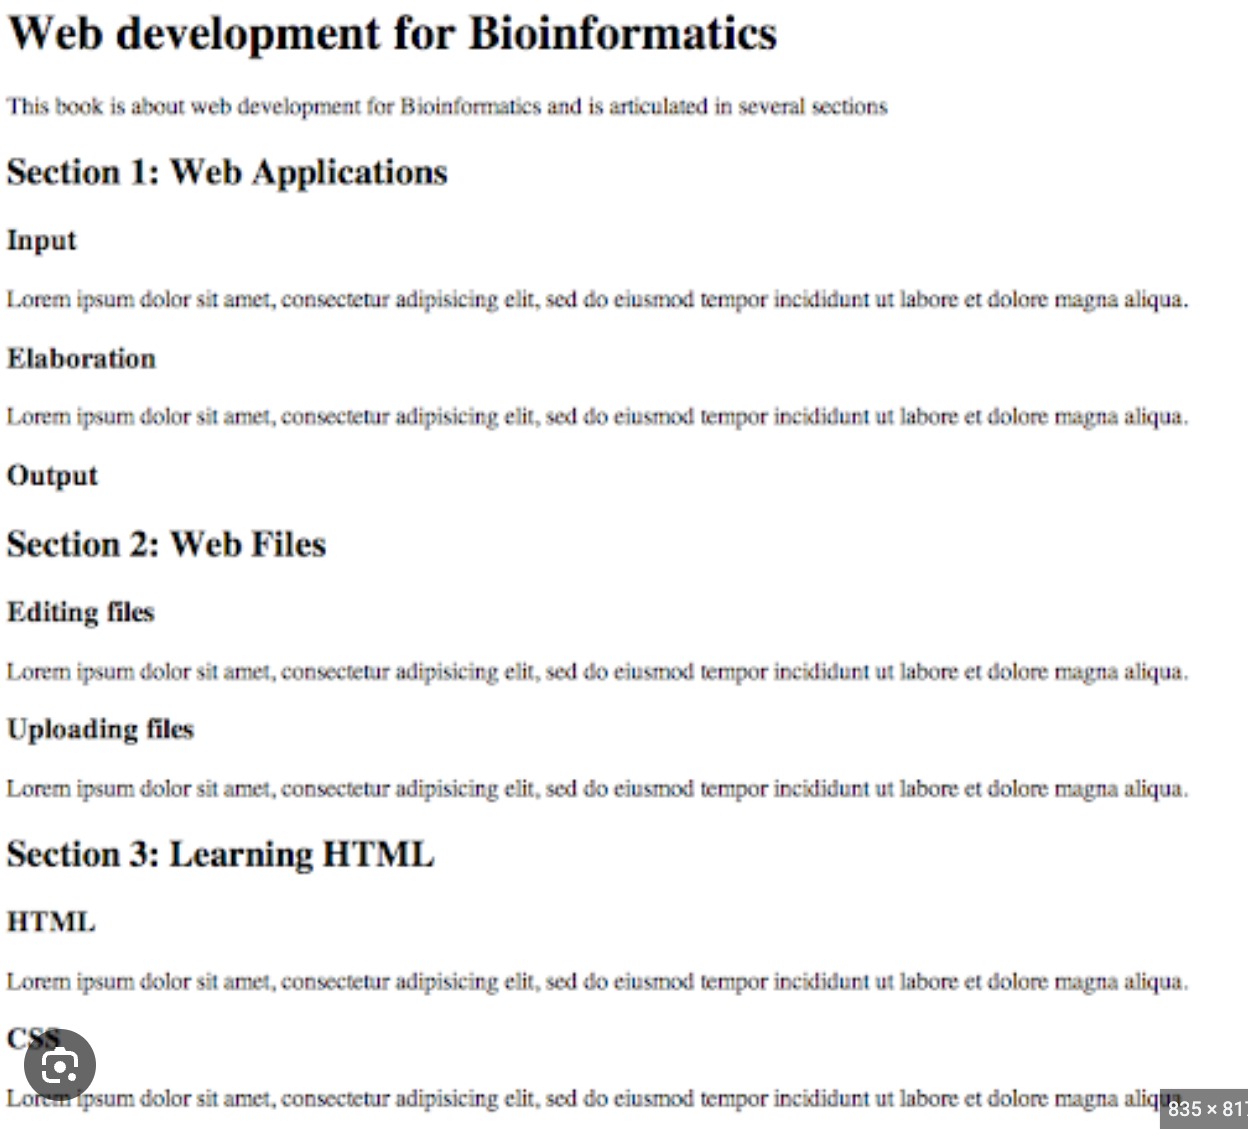 Web development for Bioinformatics
This book is about web development for Bioinformatics and is articulated in several sections
Section 1: Web Applications
Input
Lorem ipsum dolor sit amet, consectetur adipisicing elit, sed do eiusmod tempor incididunt ut labore et dolore magna aliqua.
Elaboration
Lorem ipsum dolor sit amet, consectetur adipisicing elit, sed do eiusmod tempor incididunt ut labore et dolore magna aliqua.
Output
Section 2: Web Files
Editing files
Lorem ipsum dolor sit amet, consectetur adipisicing elit, sed do eiusmod tempor incididunt ut labore et dolore magna aliqua.
Uploading files
Lorem ipsum dolor sit amet, consectetur adipisicing elit, sed do eiusmod tempor incididunt ut labore et dolore magna aliqua.
Section 3: Learning HTML
HTML
Lorem ipsum dolor sit amet, consectetur adipisicing elit, sed do eiusmod tempor incididunt ut labore et dolore magna aliqua.
CSS
Lorem ipsum dolor sit amet, consectetur adipisicing elit, sed do eiusmod tempor incididunt ut labore et dolore magna aliqua.
835 × 817